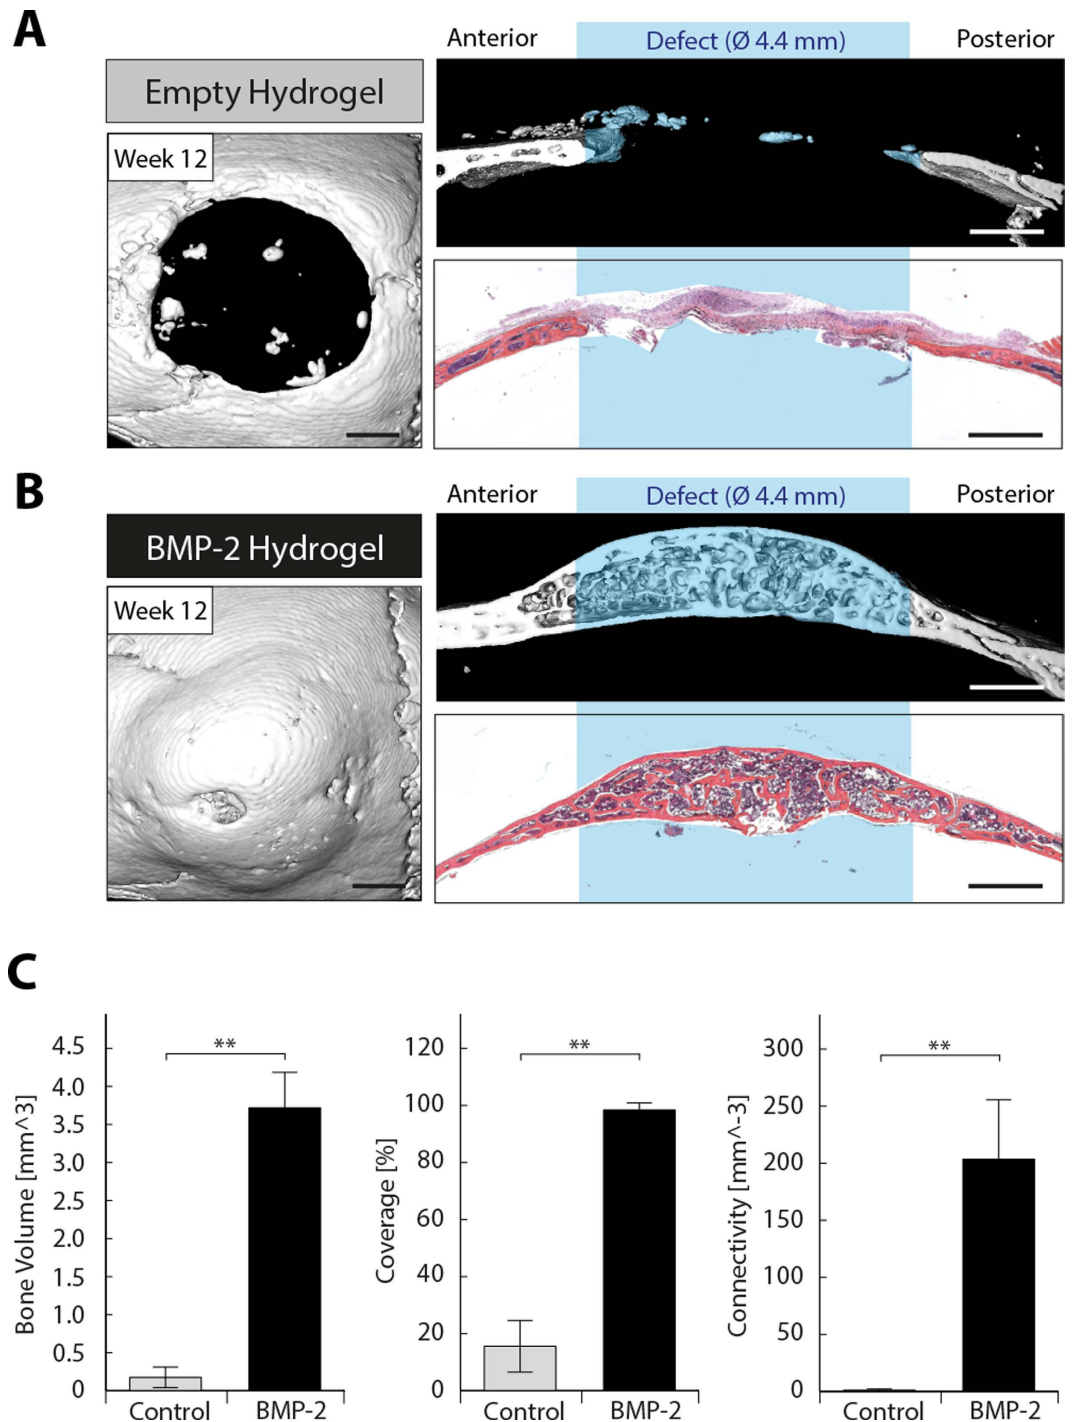 A
Anterior
Defect (Ø 4.4 mm)
Posterior
Empty Hydrogel
Week 12
B
Anterior
Defect (Ø 4.4 mm)
Posterior
BMP-2 Hydrogel
Week 12
C
Bone Volume [mm^3]
4.5
4.0
3.5
3.0
2.5
2.0
1.5
1.0
0.5
0
**
Control
BMP-2
Coverage [%]
120
100
80
60
40
20
0
**
Control
BMP-2
Connectivity [mm^-3]
300
250
200
150
100
50
0
**
Control
BMP-2